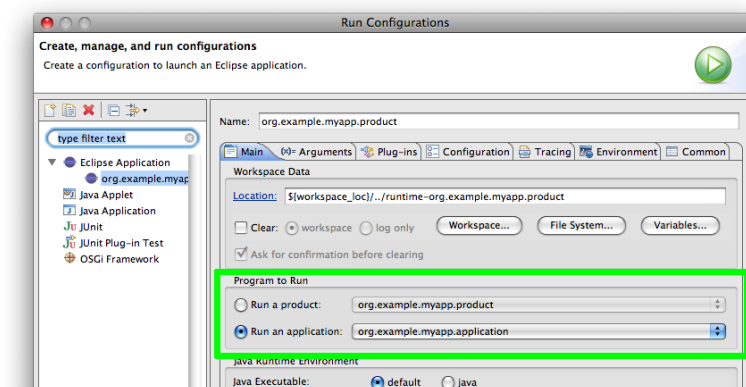 Run Configurations
Create, manage, and run configurations
Create a configuration to launch an Eclipse application.
type filter text
Eclipse Application
org.example.myap
Java Applet
Java Application
JUnit
JUnit Plug-in Test
OSGi Framework
Name: org.example.myapp.product
Main (x)= Arguments Plug-ins Configuration Tracing Environment Common
Workspace Data
Location: ${workspace_loc}/../runtime-org.example.myapp.product
Clear: workspace log only Workspace... File System... Variables...
Ask for confirmation before clearing
Program to Run
Run a product: org.example.myapp.product
Run an application: org.example.myapp.application
Java Runtime Environment
Java Executable: default java